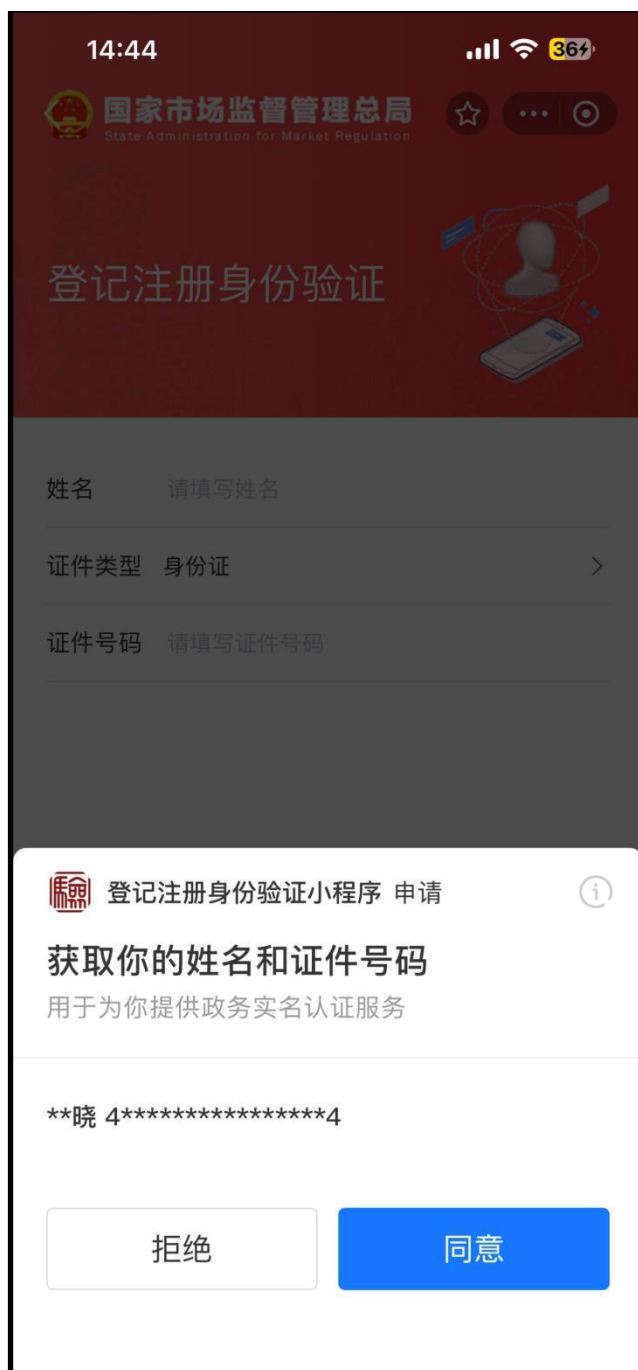 14:44
36
国家市场监督管理总局
State Administration for Market Regulation
登记注册身份验证
姓名 请填写姓名
证件类型 身份证
证件号码 请填写证件号码
登记注册身份验证小程序 申请
获取你的姓名和证件号码
用于为你提供政务实名认证服务
**晓 4****************4
拒绝 同意